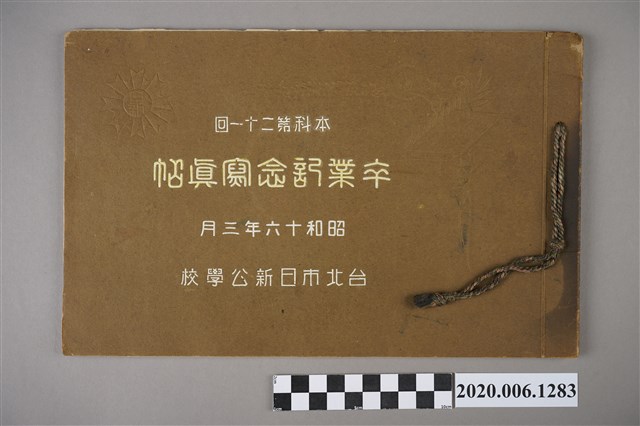 本科第二十一回
卒業記念寫眞帖
昭和十六年三月
台北市日新公學校
2020.006.1283